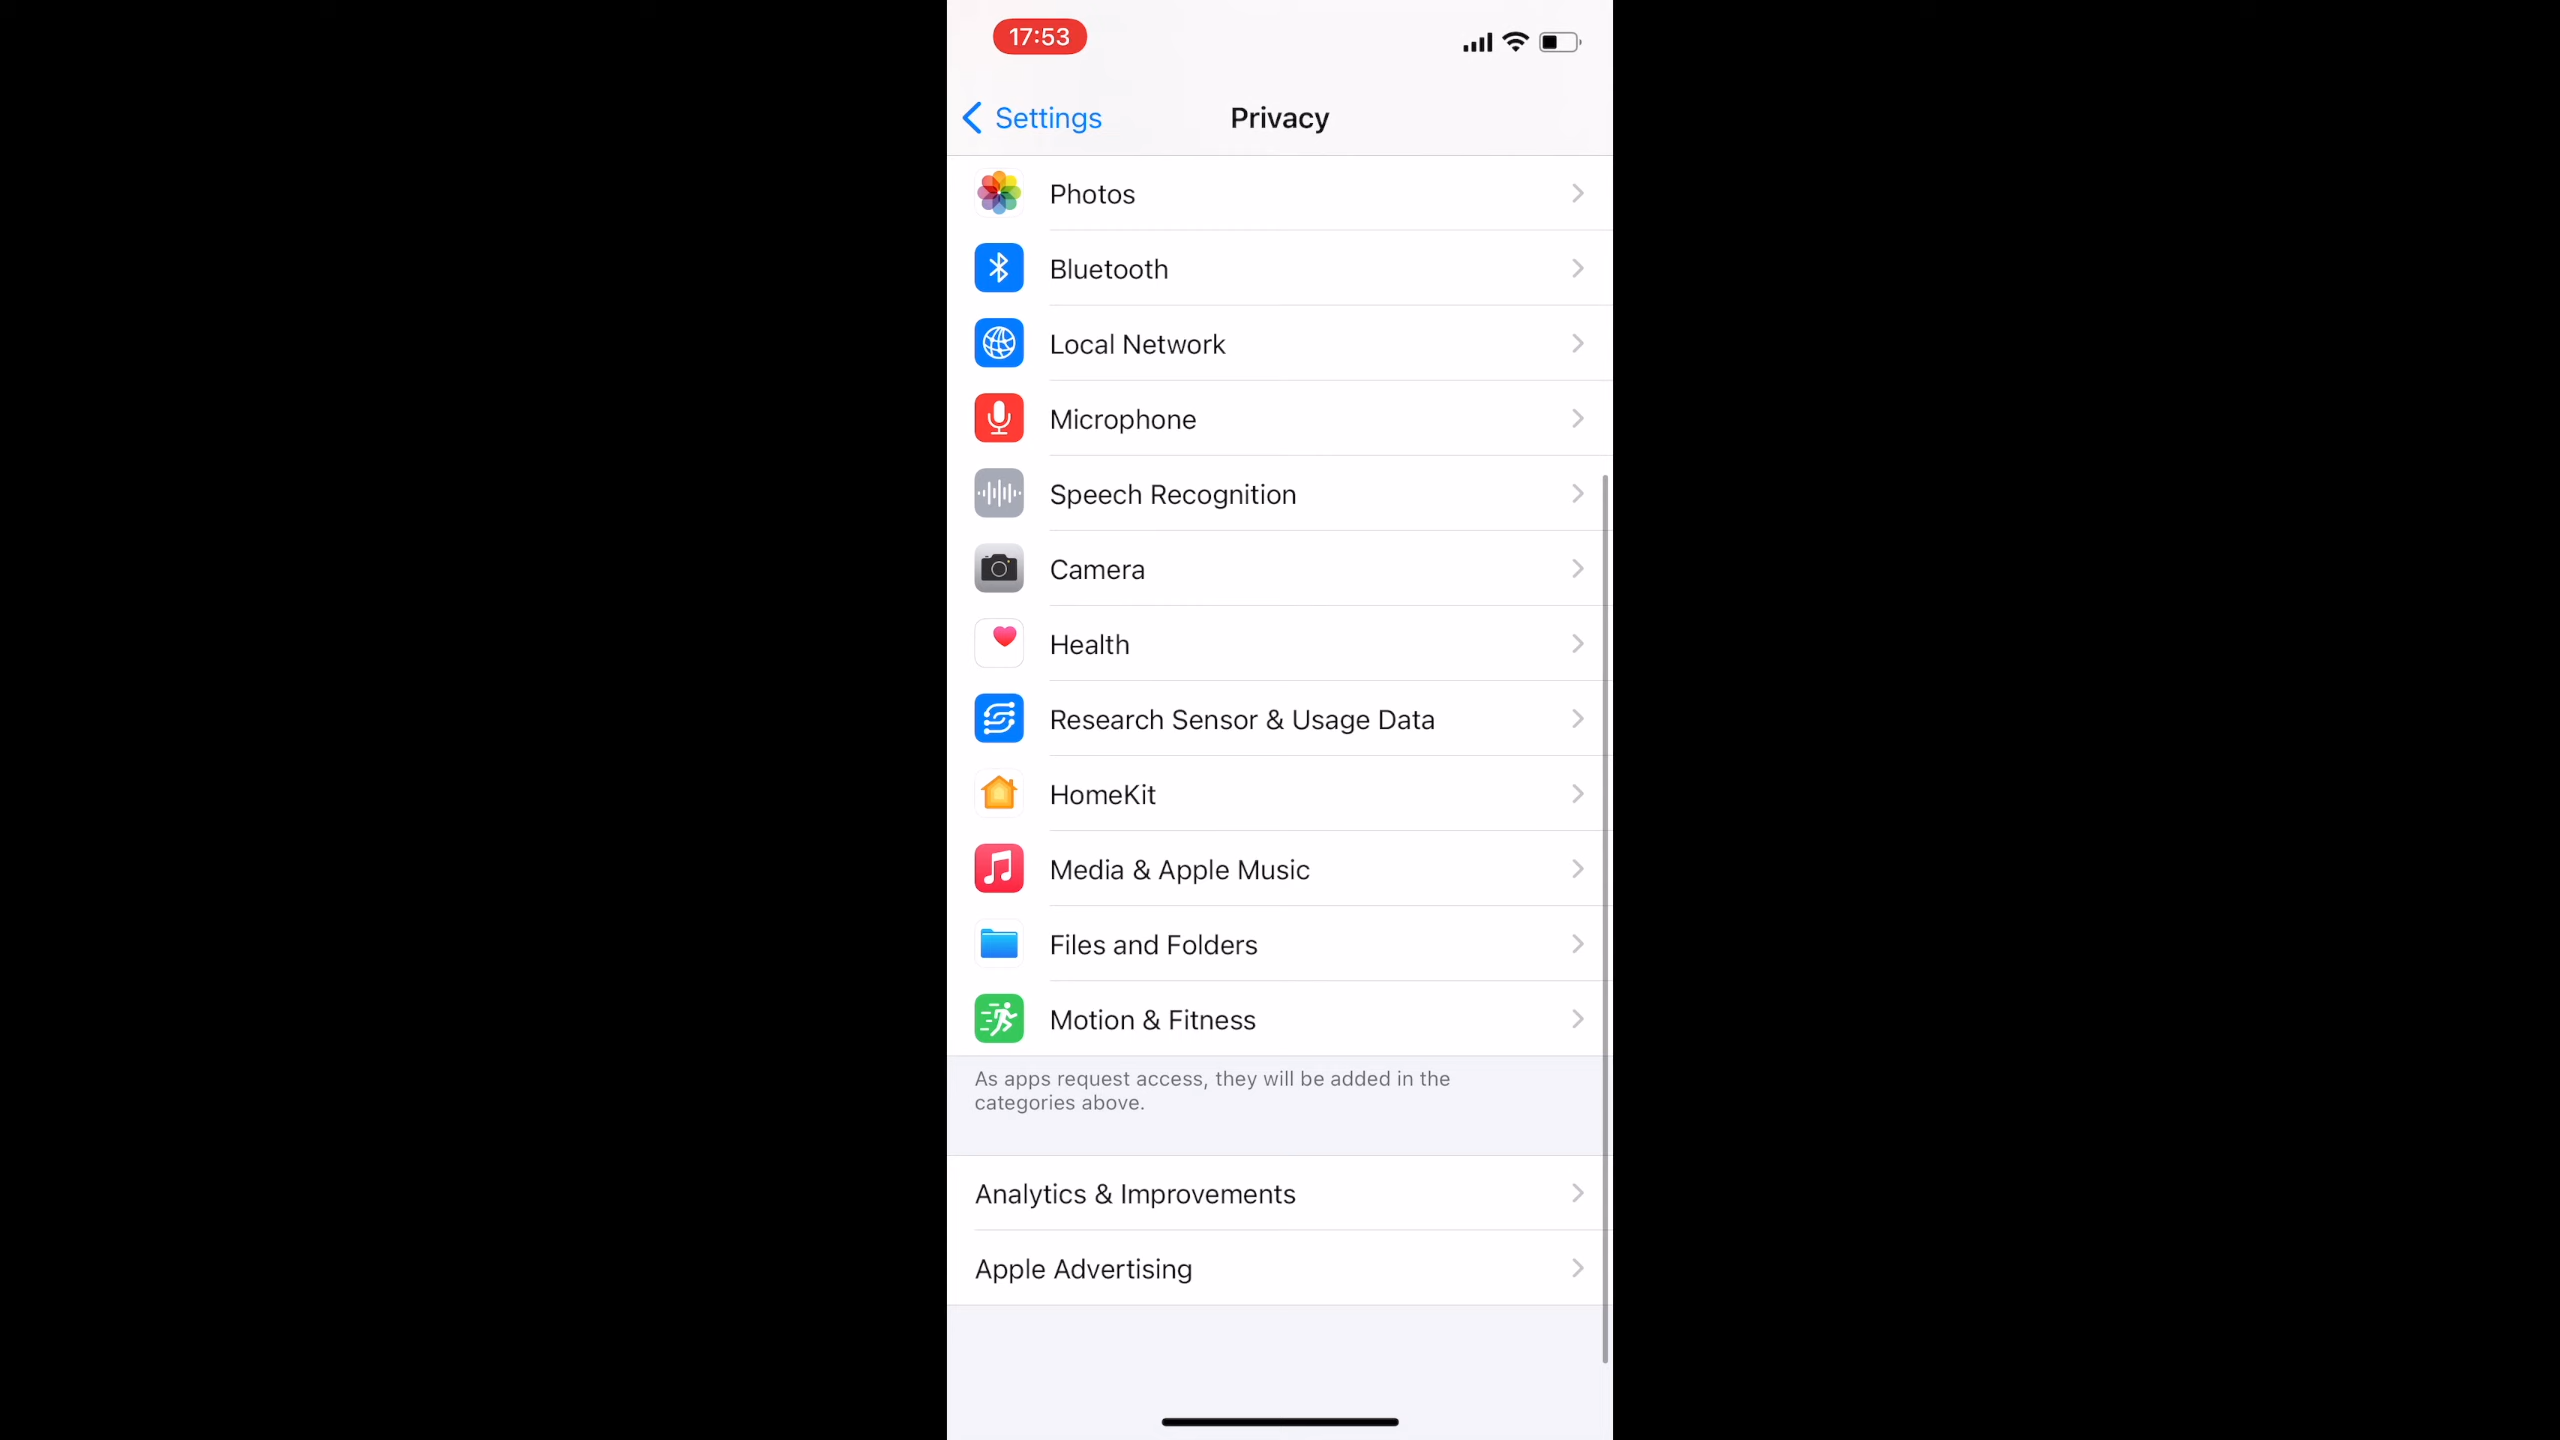 17:53
Settings
Privacy
Photos
Bluetooth
Local Network
Microphone
Speech Recognition
Camera
Health
Research Sensor & Usage Data
HomeKit
Media & Apple Music
Files and Folders
Motion & Fitness
As apps request access, they will be added in the
categories above.
Analytics & Improvements
Apple Advertising